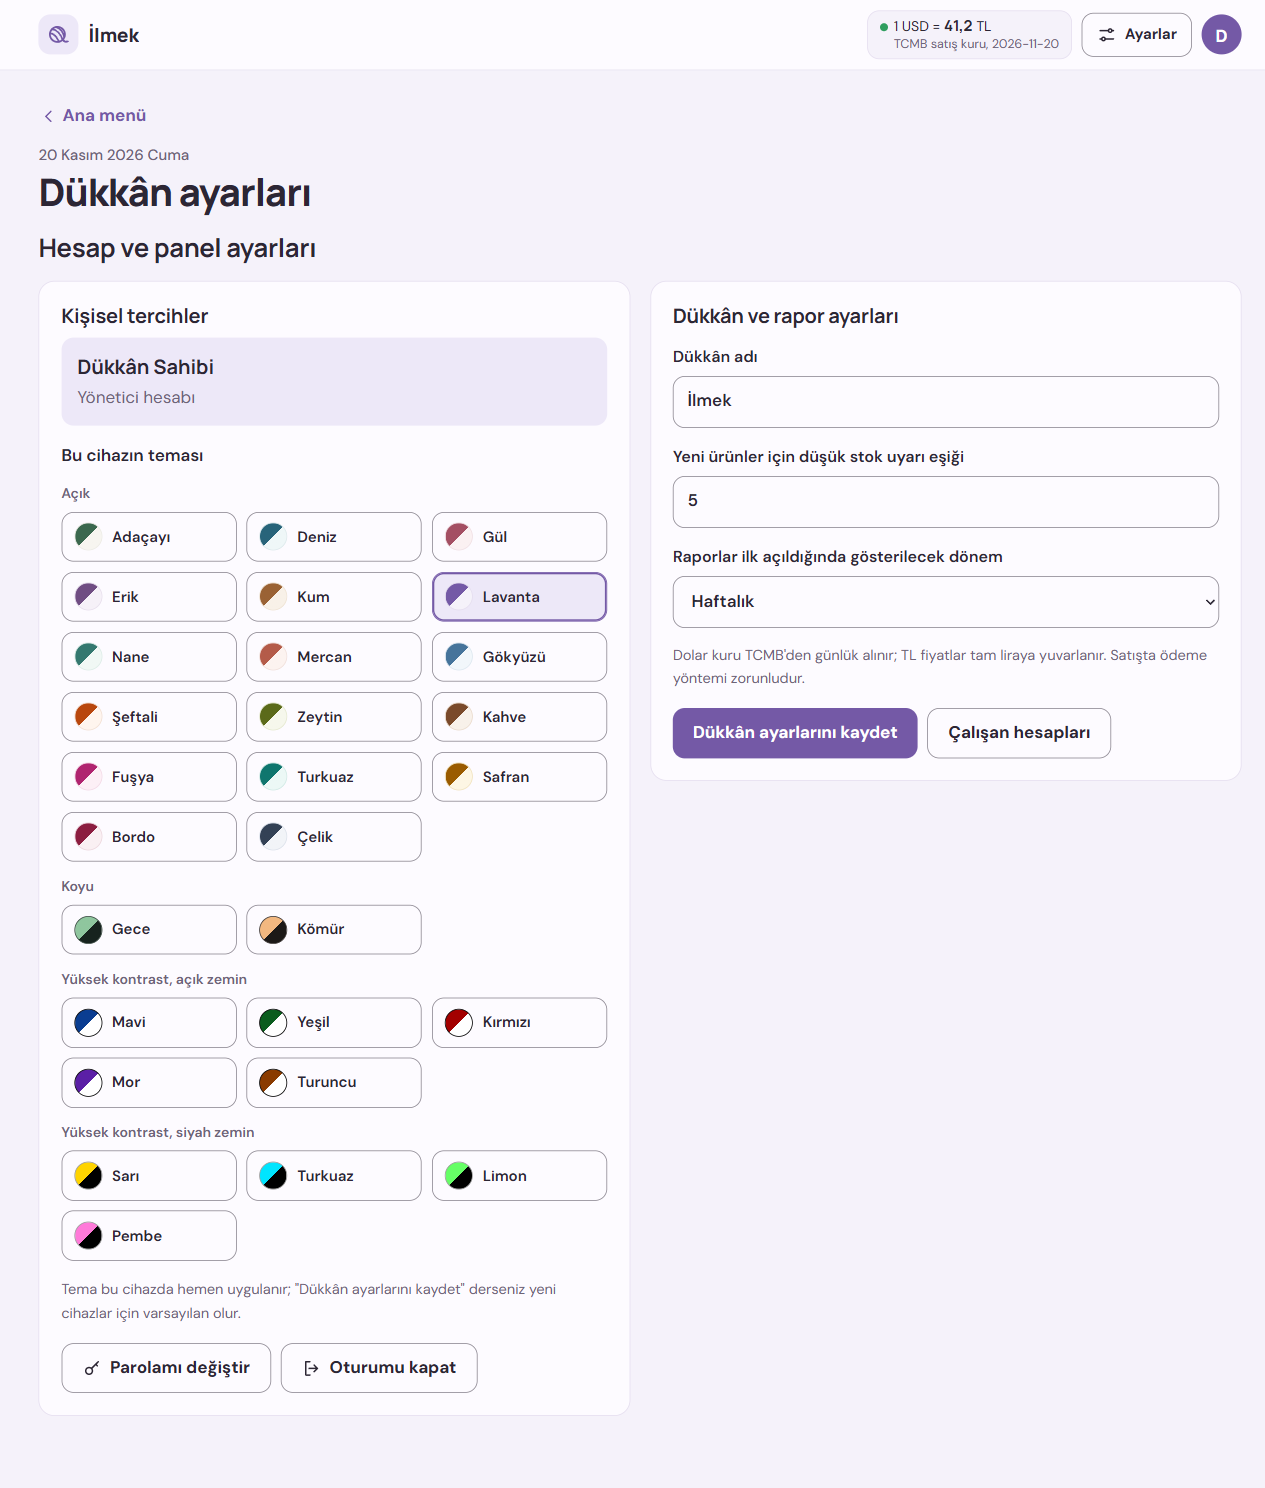 İlmek
1 USD = 41,2 TL
TCMB satış kuru, 2026-11-20
Ayarlar
D
Ana menü
20 Kasım 2026 Cuma
Dükkân ayarları
Hesap ve panel ayarları
Kişisel tercihler
Dükkân Sahibi
Yönetici hesabı
Bu cihazın teması
Açık
Adaçayı
Deniz
Gül
Erik
Kum
Lavanta
Nane
Mercan
Gökyüzü
Şeftali
Zeytin
Kahve
Fuşya
Turkuaz
Safran
Bordo
Çelik
Koyu
Gece
Kömür
Yüksek kontrast, açık zemin
Mavi
Yeşil
Kırmızı
Mor
Turuncu
Yüksek kontrast, siyah zemin
Sarı
Turkuaz
Limon
Pembe
Tema bu cihazda hemen uygulanır; "Dükkân ayarlarını kaydet" derseniz yeni
cihazlar için varsayılan olur.
Parolamı değiştir
Oturumu kapat
Dükkân ve rapor ayarları
Dükkân adı
İlmek
Yeni ürünler için düşük stok uyarı eşiği
5
Raporlar ilk açıldığında gösterilecek dönem
Haftalık
Dolar kuru TCMB'den günlük alınır; TL fiyatlar tam liraya yuvarlanır. Satışta ödeme
yöntemi zorunludur.
Dükkân ayarlarını kaydet
Çalışan hesapları